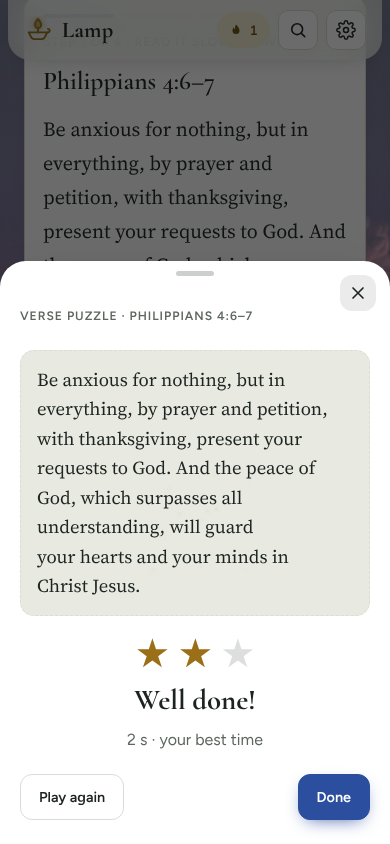 Lamp
1
Philippians 4:6–7
Be anxious for nothing, but in
everything, by prayer and
petition, with thanksgiving,
present your requests to God. And
VERSE PUZZLE · PHILIPPIANS 4:6–7
Be anxious for nothing, but in
everything, by prayer and petition,
with thanksgiving, present your
requests to God. And the peace of
God, which surpasses all
understanding, will guard
your hearts and your minds in
Christ Jesus.
Well done!
2 s · your best time
Play again
Done